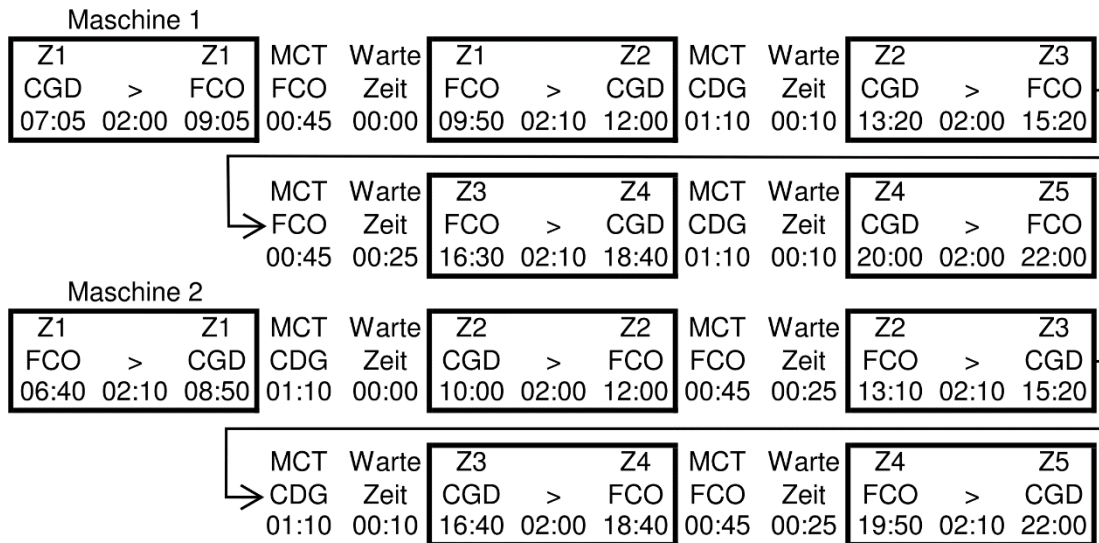 Maschine 1
Z1 Z1 MCT Warte Z1 Z2 MCT Warte Z2 Z3
CGD > FCO FCO Zeit FCO > CGD CDG Zeit CGD > FCO
07:05 02:00 09:05 00:45 00:00 09:50 02:10 12:00 01:10 00:10 13:20 02:00 15:20
MCT Warte Z3 Z4 MCT Warte Z4 Z5
FCO Zeit FCO > CGD CDG Zeit CGD > FCO
00:45 00:25 16:30 02:10 18:40 01:10 00:10 20:00 02:00 22:00
Maschine 2
Z1 Z1 MCT Warte Z2 Z2 MCT Warte Z2 Z3
FCO > CGD CDG Zeit CGD > FCO FCO Zeit FCO > CGD
06:40 02:10 08:50 01:10 00:00 10:00 02:00 12:00 00:45 00:25 13:10 02:10 15:20
MCT Warte Z3 Z4 MCT Warte Z4 Z5
CDG Zeit CGD > FCO FCO Zeit FCO > CGD
01:10 00:10 16:40 02:00 18:40 00:45 00:25 19:50 02:10 22:00